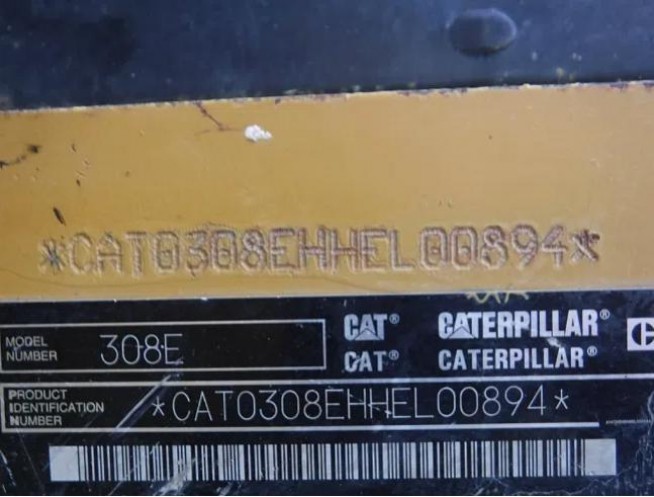 *CAT0308EHHEL00894*
CAT® CATERPILLAR®
MODEL NUMBER 308E
CAT® CATERPILLAR®
PRODUCT IDENTIFICATION NUMBER *CAT0308EHHEL00894*